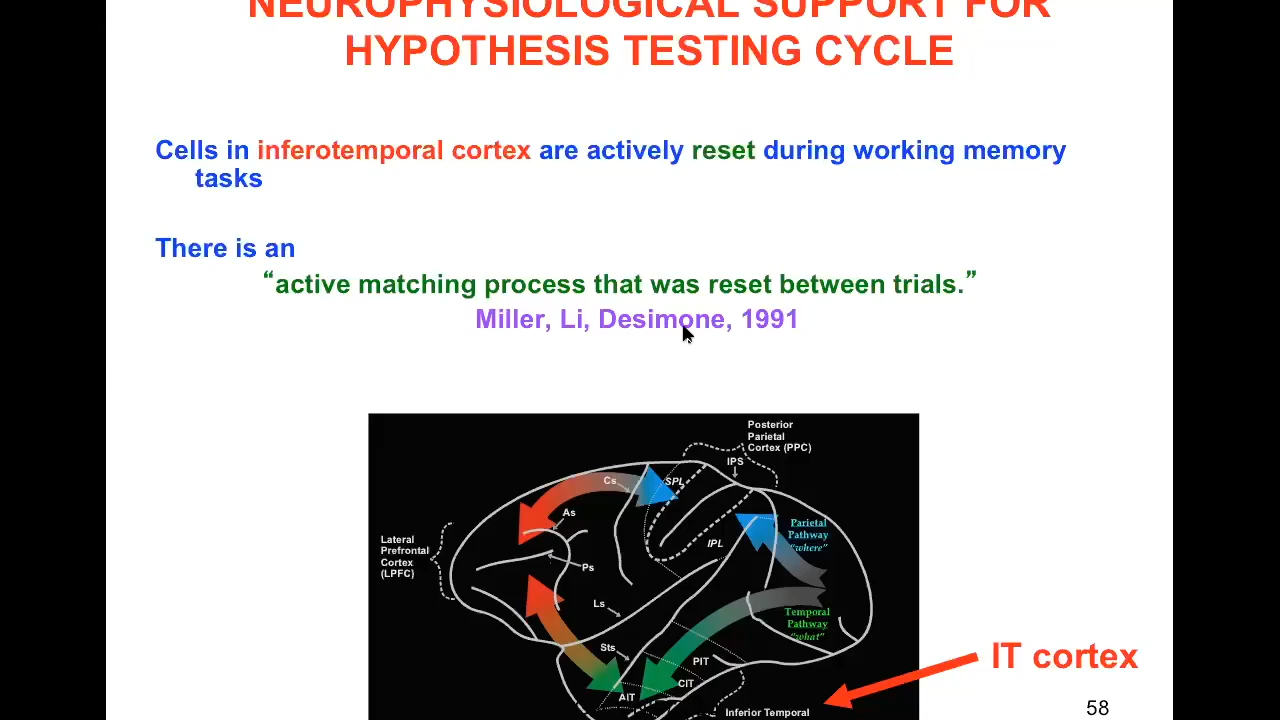 NEUROPHYSIOLOGICAL SUPPORT FOR
HYPOTHESIS TESTING CYCLE
Cells in inferotemporal cortex are actively reset during working memory
tasks
There is an
“active matching process that was reset between trials.”
Miller, Li, Desimone, 1991
Posterior
Parietal
Cortex (PPC)
IPS
Cs
SPL
As
Lateral
Prefrontal
Cortex
(LPFC)
IPL
Parietal
Pathway
“where”
Ps
Ls
Temporal
Pathway
“what”
Sts
PIT
CIT
AIT
Inferior Temporal
IT cortex
58